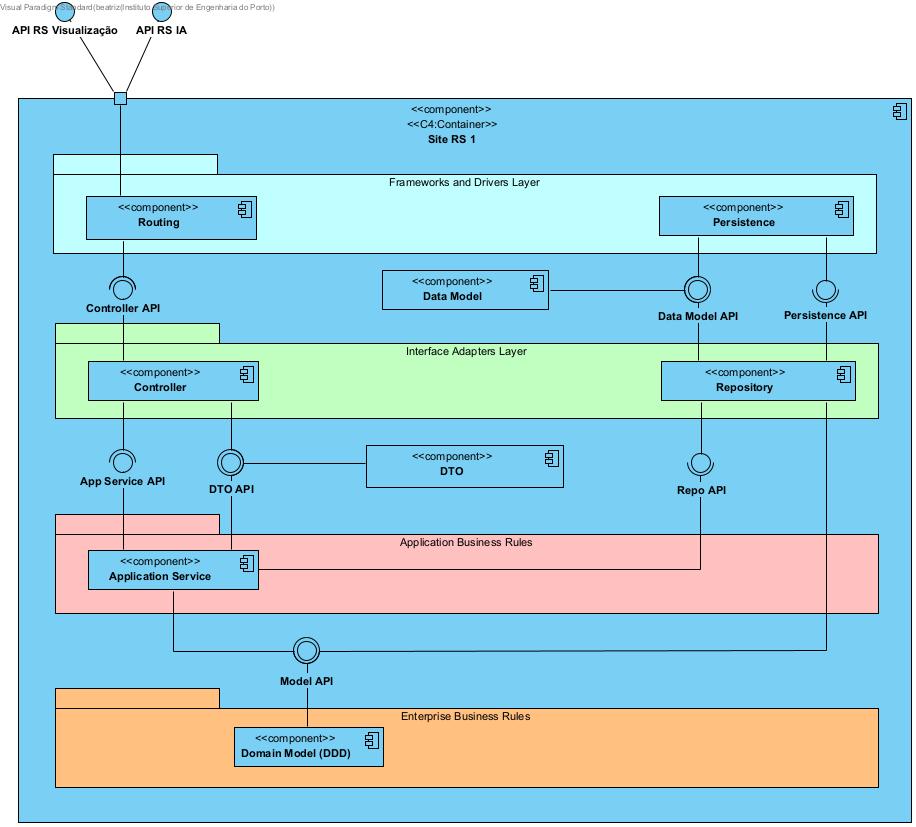 Visual Paradigm Standard(beatriz(Instituto Superior de Engenharia do Porto))
API RS Visualização
API RS IA
<<component>>
<<C4:Container>>
Site RS 1
Frameworks and Drivers Layer
<<component>>
Routing
<<component>>
Persistence
<<component>>
Data Model
Controller API
Data Model API
Persistence API
Interface Adapters Layer
<<component>>
Controller
<<component>>
Repository
<<component>>
DTO
App Service API
DTO API
Repo API
Application Business Rules
<<component>>
Application Service
Model API
Enterprise Business Rules
<<component>>
Domain Model (DDD)